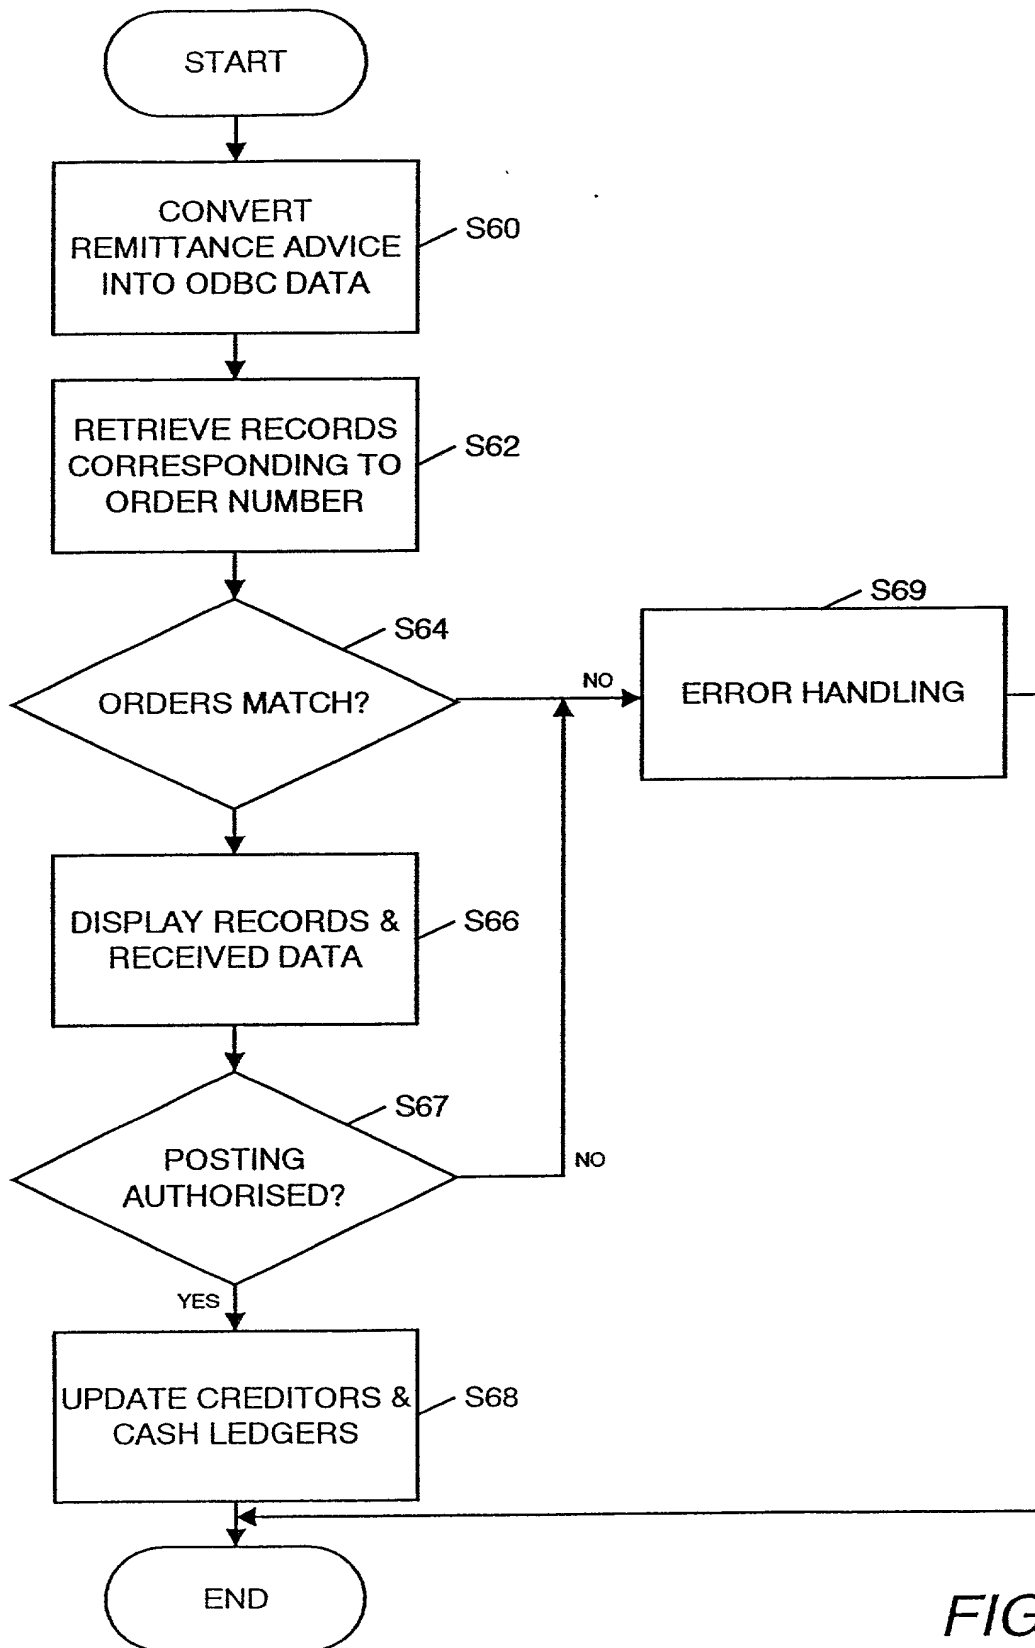 START
CONVERT
REMITTANCE ADVICE
INTO ODBC DATA
S60
RETRIEVE RECORDS
CORRESPONDING TO
ORDER NUMBER
S62
S64
ORDERS MATCH?
NO
S69
ERROR HANDLING
DISPLAY RECORDS &
RECEIVED DATA
S66
S67
POSTING
AUTHORISED?
NO
YES
UPDATE CREDITORS &
CASH LEDGERS
S68
END
FIG